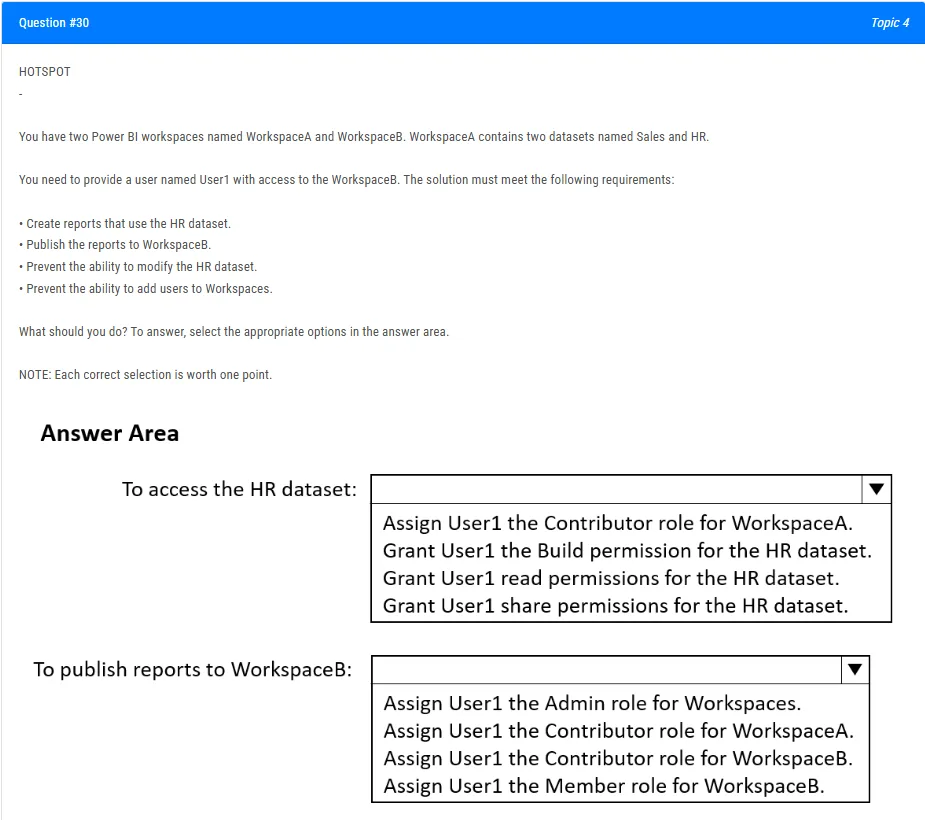 Question #30
Topic 4
HOTSPOT
-
You have two Power BI workspaces named WorkspaceA and WorkspaceB. WorkspaceA contains two datasets named Sales and HR.
You need to provide a user named User1 with access to the WorkspaceB. The solution must meet the following requirements:
• Create reports that use the HR dataset.
• Publish the reports to WorkspaceB.
• Prevent the ability to modify the HR dataset.
• Prevent the ability to add users to Workspaces.
What should you do? To answer, select the appropriate options in the answer area.
NOTE: Each correct selection is worth one point.
Answer Area
To access the HR dataset:
Assign User1 the Contributor role for WorkspaceA.
Grant User1 the Build permission for the HR dataset.
Grant User1 read permissions for the HR dataset.
Grant User1 share permissions for the HR dataset.
To publish reports to WorkspaceB:
Assign User1 the Admin role for Workspaces.
Assign User1 the Contributor role for WorkspaceA.
Assign User1 the Contributor role for WorkspaceB.
Assign User1 the Member role for WorkspaceB.